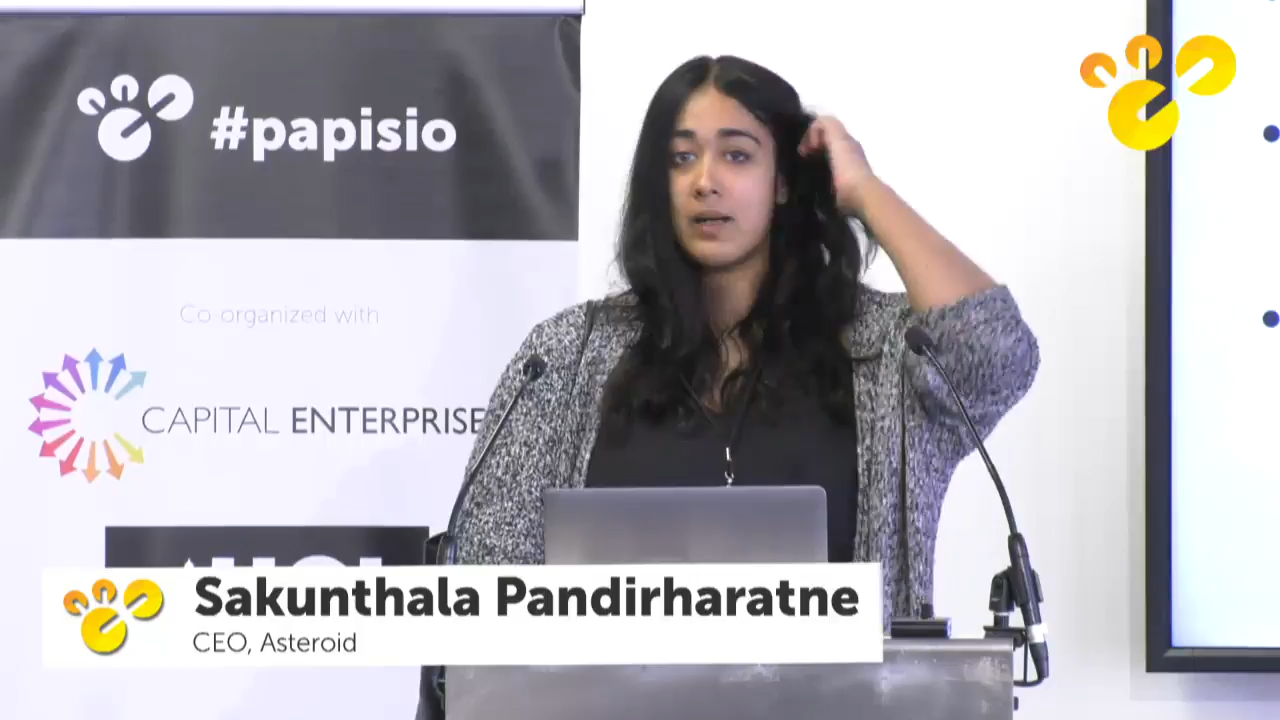 #papisio
Co organized with
CAPITAL ENTERPRISE
Sakunthala Pandirharatne
CEO, Asteroid